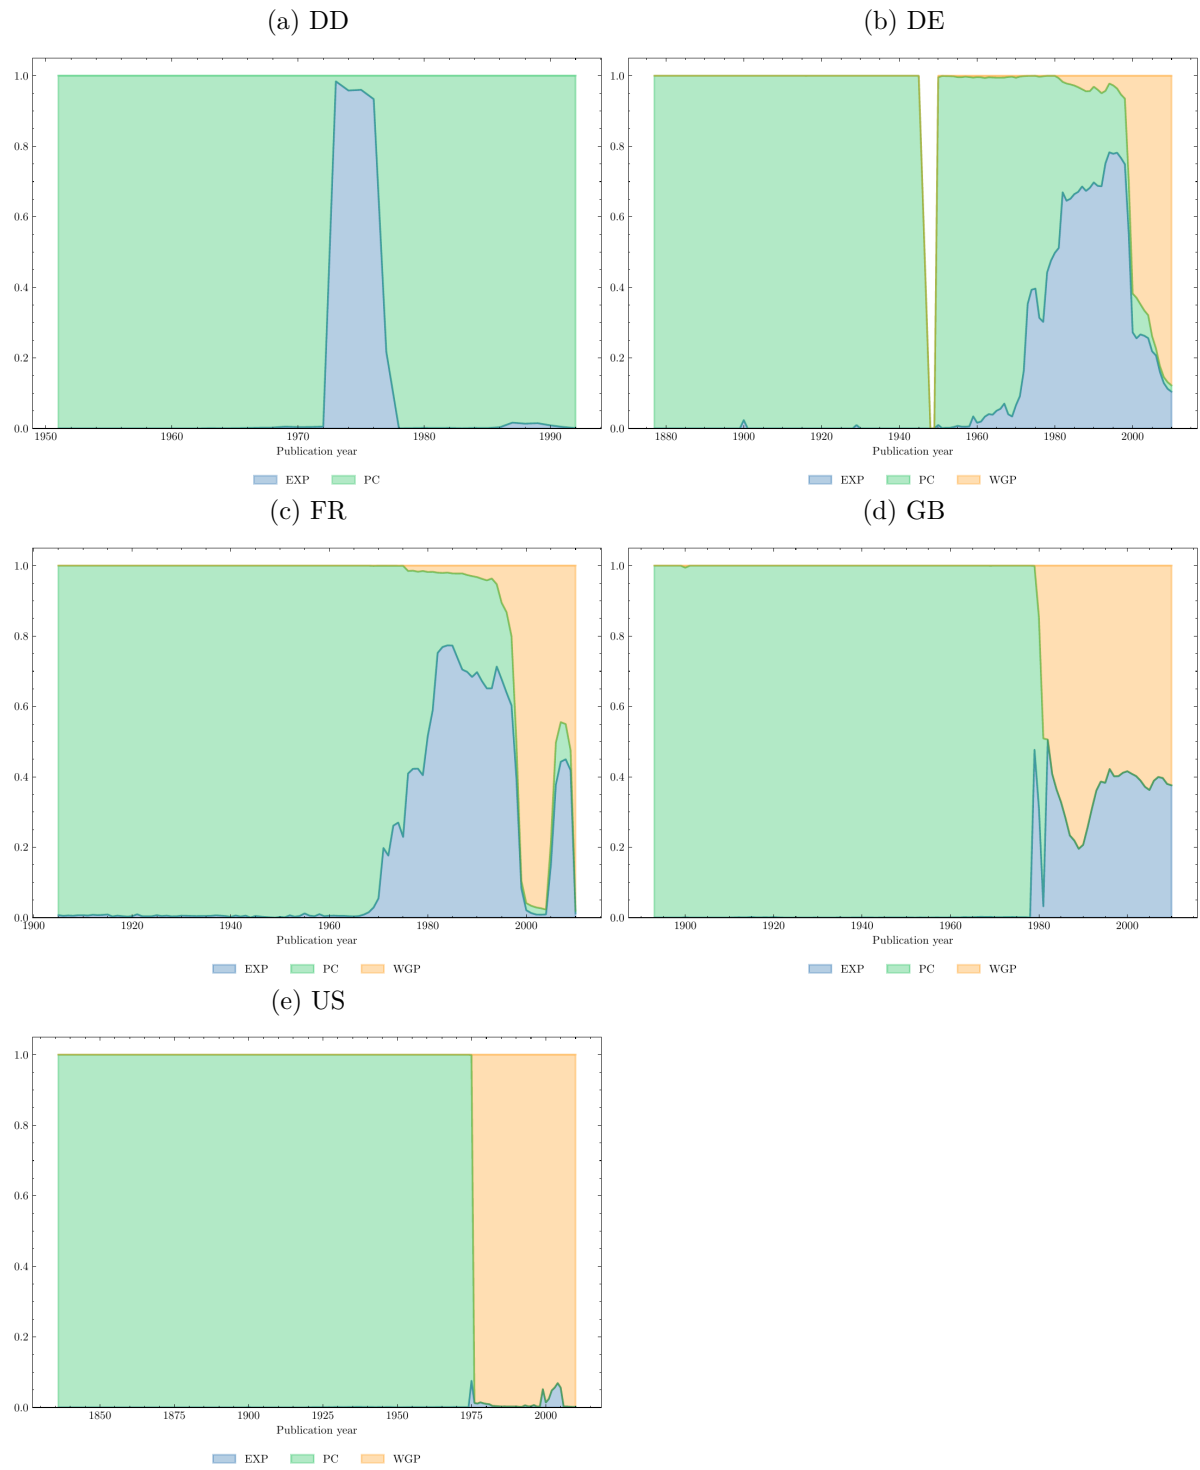 (a) DD
1.0
0.8
0.6
0.4
0.2
0.0
1950 1960 1970 1980 1990
Publication year
EXP PC
(b) DE
1.0
0.8
0.6
0.4
0.2
0.0
1880 1900 1920 1940 1960 1980 2000
Publication year
EXP PC WGP
(c) FR
1.0
0.8
0.6
0.4
0.2
0.0
1900 1920 1940 1960 1980 2000
Publication year
EXP PC WGP
(d) GB
1.0
0.8
0.6
0.4
0.2
0.0
1900 1920 1940 1960 1980 2000
Publication year
EXP PC WGP
(e) US
1.0
0.8
0.6
0.4
0.2
0.0
1850 1875 1900 1925 1950 1975 2000
Publication year
EXP PC WGP